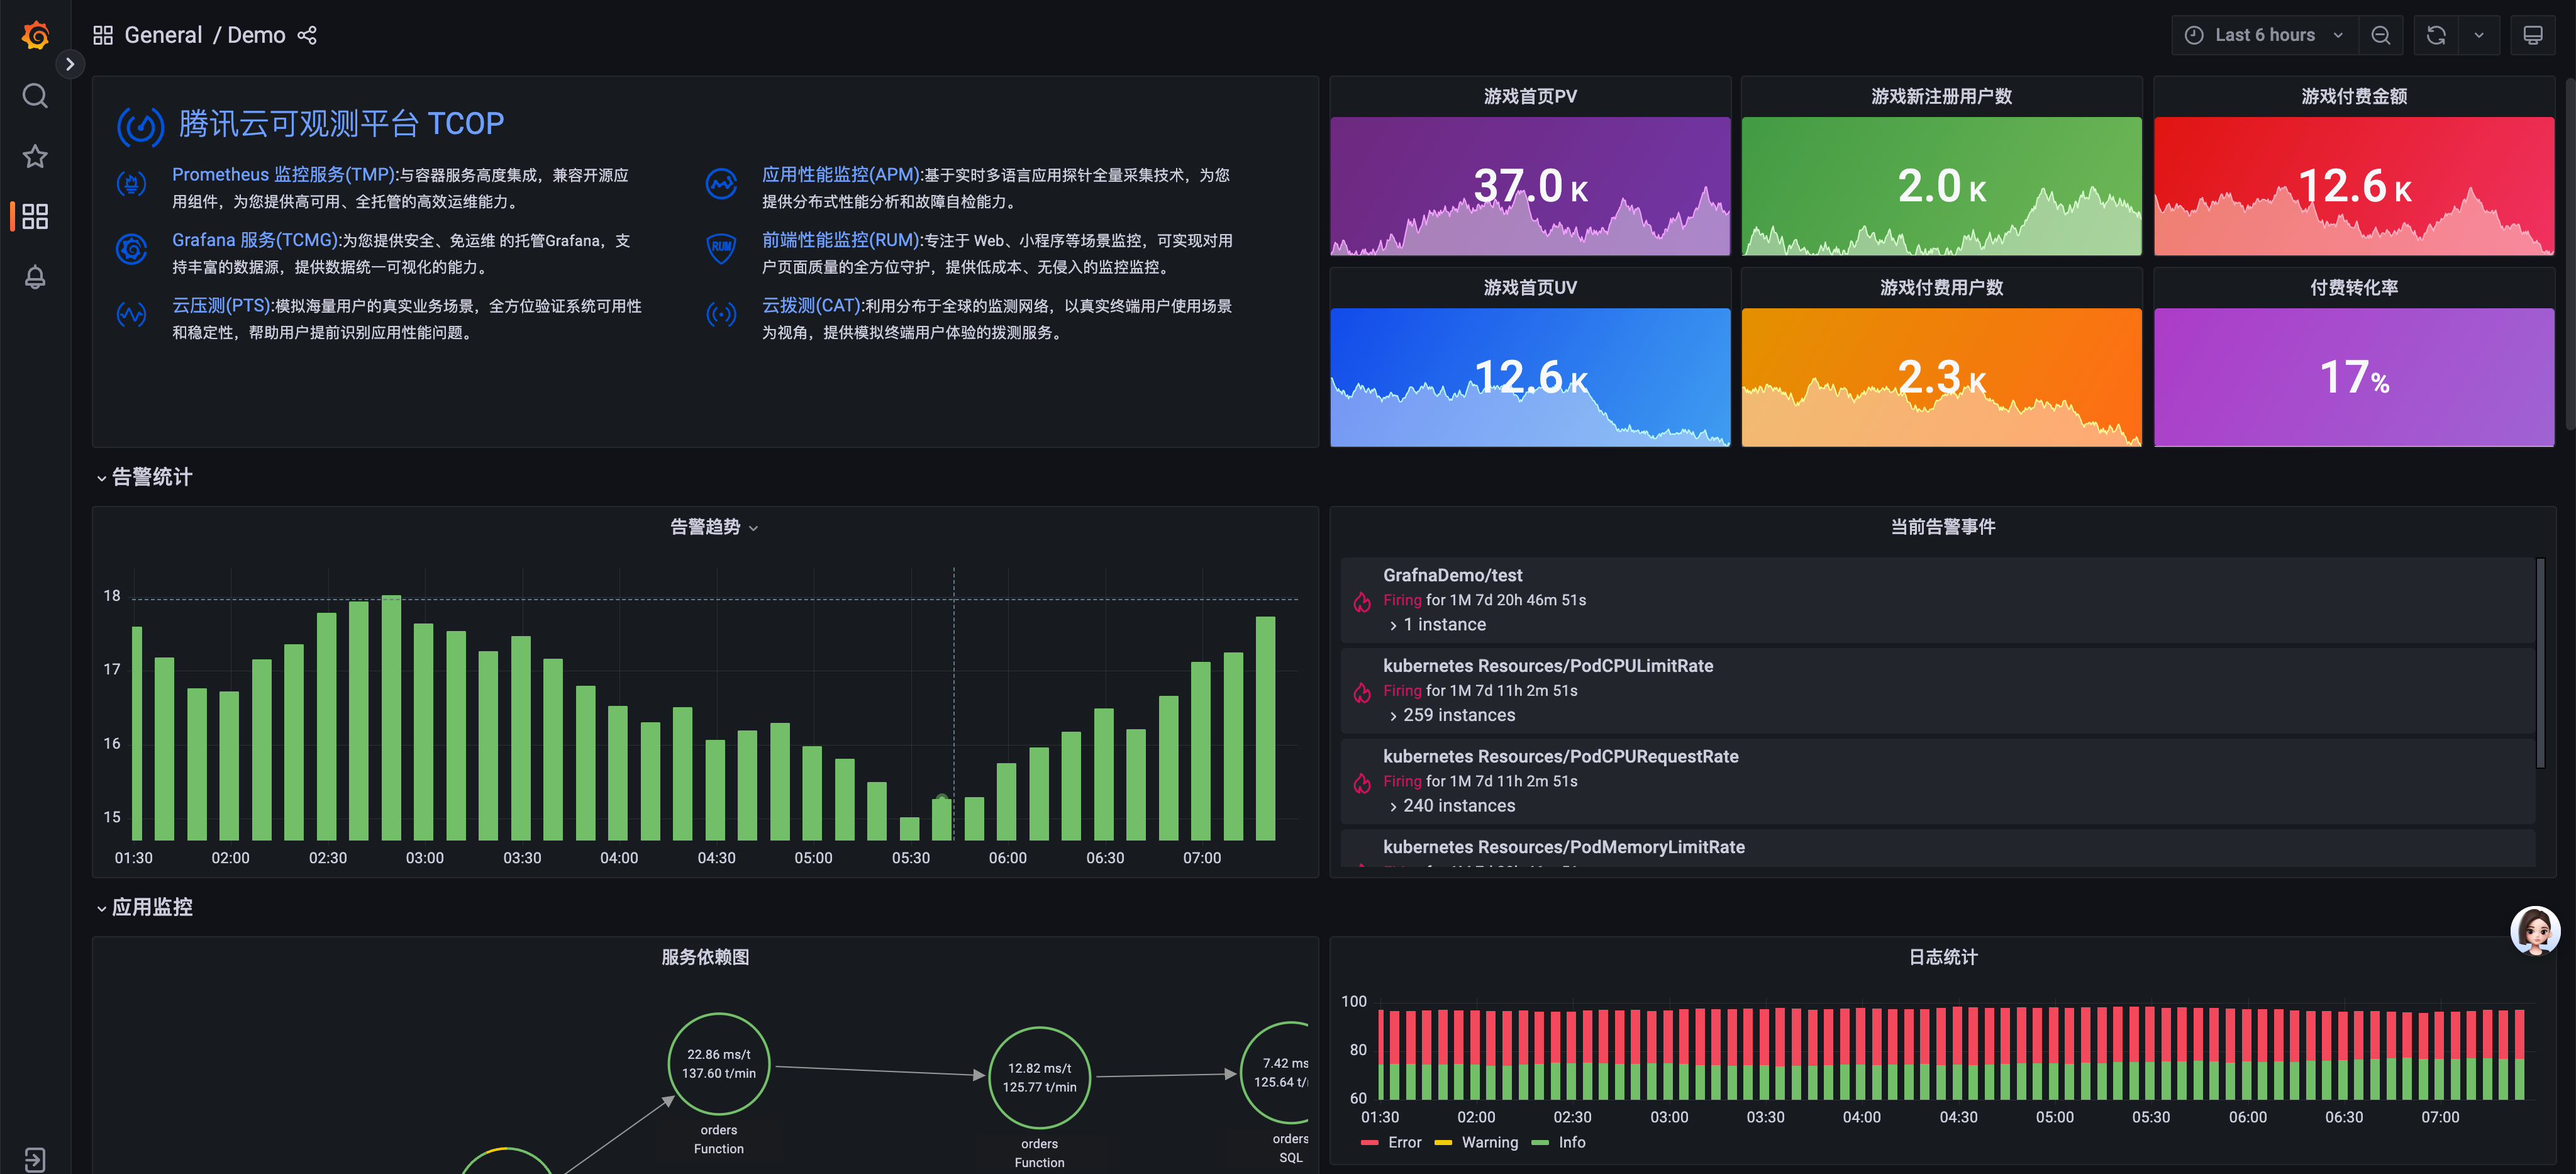 General / Demo
Last 6 hours
腾讯云可观测平台 TCOP
Prometheus 监控服务(TMP):与容器服务高度集成，兼容开源应
用组件，为您提供高可用、全托管的高效运维能力。
应用性能监控(APM):基于实时多语言应用探针全量采集技术，为您
提供分布式性能分析和故障自检能力。
Grafana 服务(TCMG):为您提供安全、免运维 的托管Grafana，支
持丰富的数据源，提供数据统一可视化的能力。
RUM
前端性能监控(RUM):专注于 Web、小程序等场景监控，可实现对用
户页面质量的全方位守护，提供低成本、无侵入的监控监控。
云压测(PTS):模拟海量用户的真实业务场景，全方位验证系统可用性
和稳定性，帮助用户提前识别应用性能问题。
云拨测(CAT):利用分布于全球的监测网络，以真实终端用户使用场景
为视角，提供模拟终端用户体验的拨测服务。
游戏首页PV
37.0 K
游戏新注册用户数
2.0 K
游戏付费金额
12.6 K
游戏首页UV
12.6 K
游戏付费用户数
2.3 K
付费转化率
17%
告警统计
告警趋势
18
17
16
15
01:30 02:00 02:30 03:00 03:30 04:00 04:30 05:00 05:30 06:00 06:30 07:00
当前告警事件
GrafnaDemo/test
Firing for 1M 7d 20h 46m 51s
1 instance
kubernetes Resources/PodCPULimitRate
Firing for 1M 7d 11h 2m 51s
259 instances
kubernetes Resources/PodCPURequestRate
Firing for 1M 7d 11h 2m 51s
240 instances
kubernetes Resources/PodMemoryLimitRate
应用监控
服务依赖图
22.86 ms/t
137.60 t/min
orders
Function
12.82 ms/t
125.77 t/min
orders
Function
7.42 ms
125.64 t/
orders
SQL
日志统计
100
80
60
01:30 02:00 02:30 03:00 03:30 04:00 04:30 05:00 05:30 06:00 06:30 07:00
Error Warning Info